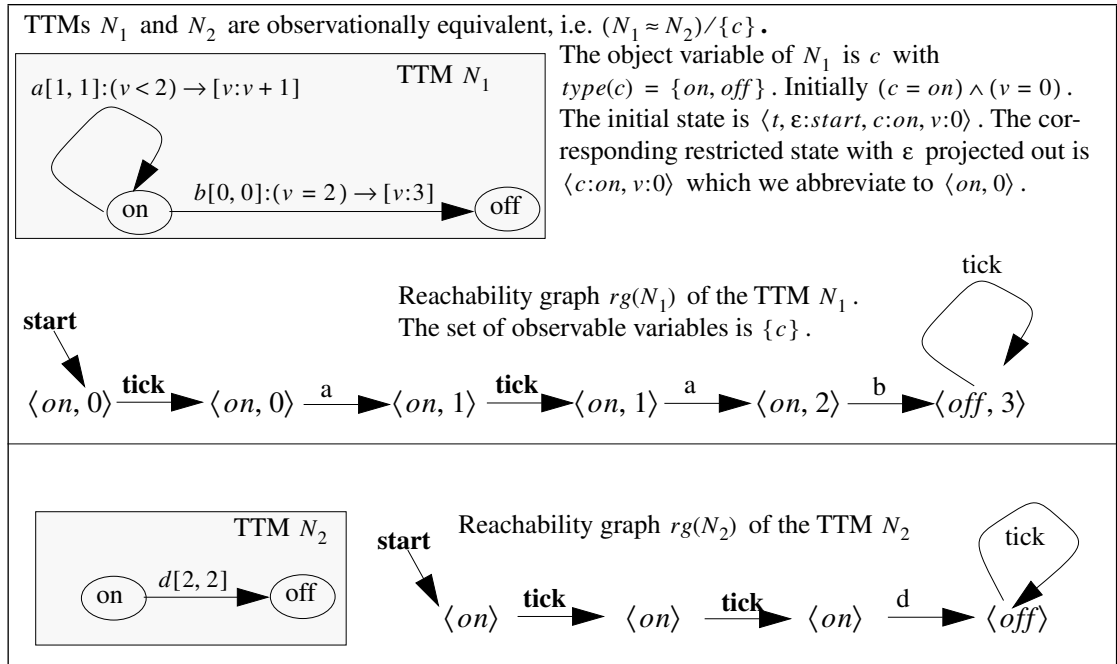 TTMs N₁ and N₂ are observationally equivalent, i.e. (N₁ ≈ N₂)/{c}.
a[1, 1]:(v < 2) → [v:v + 1]
TTM N₁
on
b[0, 0]:(v = 2) → [v:3]
off
The object variable of N₁ is c with
type(c) = {on, off}. Initially (c = on) ∧ (v = 0).
The initial state is ⟨t, ε:start, c:on, v:0⟩. The cor-
responding restricted state with ε projected out is
⟨c:on, v:0⟩ which we abbreviate to ⟨on, 0⟩.
Reachability graph rg(N₁) of the TTM N₁.
The set of observable variables is {c}.
tick
start
⟨on, 0⟩ tick ⟨on, 0⟩ a ⟨on, 1⟩ tick ⟨on, 1⟩ a ⟨on, 2⟩ b ⟨off, 3⟩
TTM N₂
on
d[2, 2]
off
Reachability graph rg(N₂) of the TTM N₂
start
tick
⟨on⟩ tick ⟨on⟩ tick ⟨on⟩ d ⟨off⟩